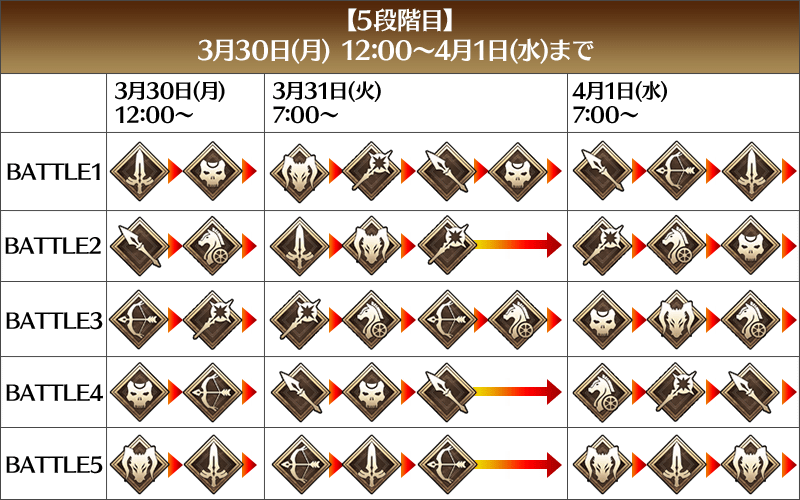 【5段階目】
3月30日(月) 12:00～4月1日(水)まで
3月30日(月)
12:00～
3月31日(火)
7:00～
4月1日(水)
7:00～
BATTLE1
BATTLE2
BATTLE3
BATTLE4
BATTLE5